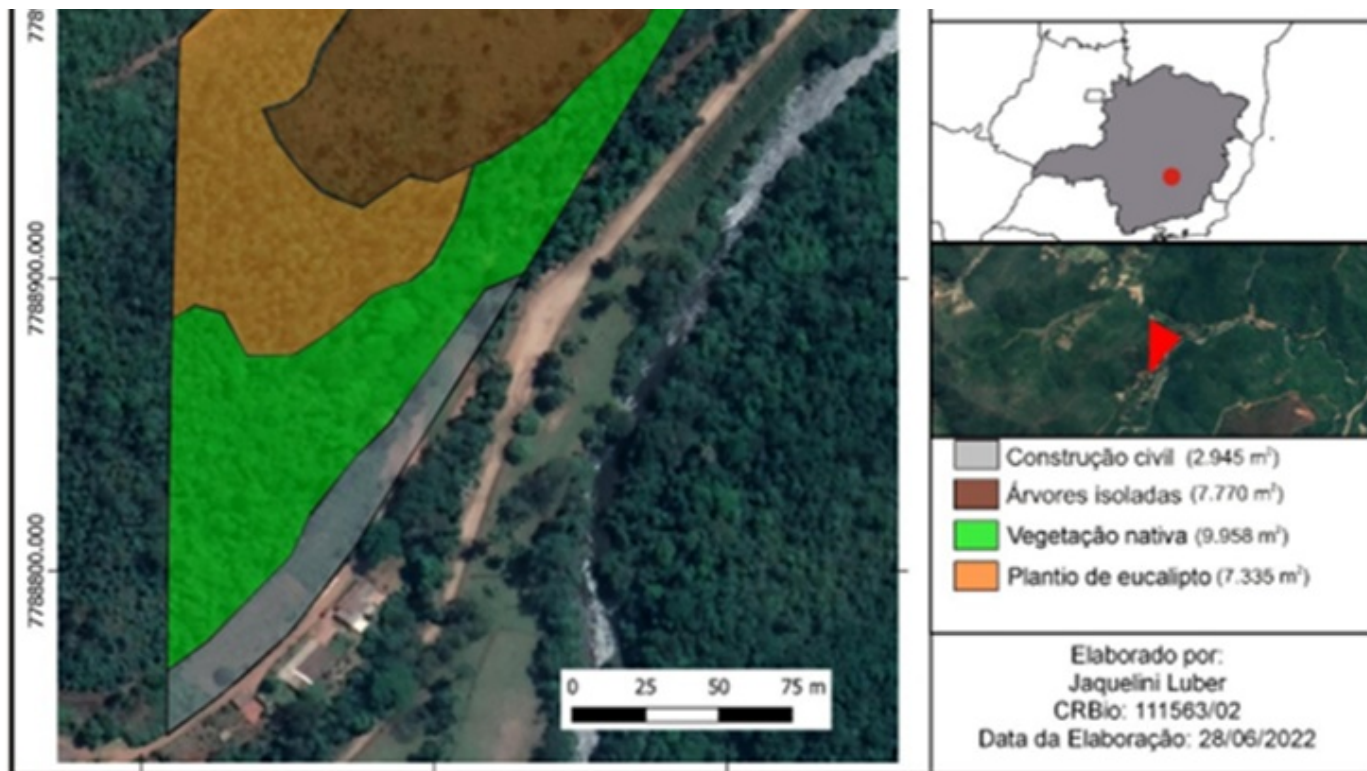 7788900.000
7788800.000
0 25 50 75 m
Construção civil (2.945 m²)
Árvores isoladas (7.770 m²)
Vegetação nativa (9.958 m²)
Plantio de eucalipto (7.335 m²)
Elaborado por:
Jaquelini Luber
CRBio: 111563/02
Data da Elaboração: 28/06/2022